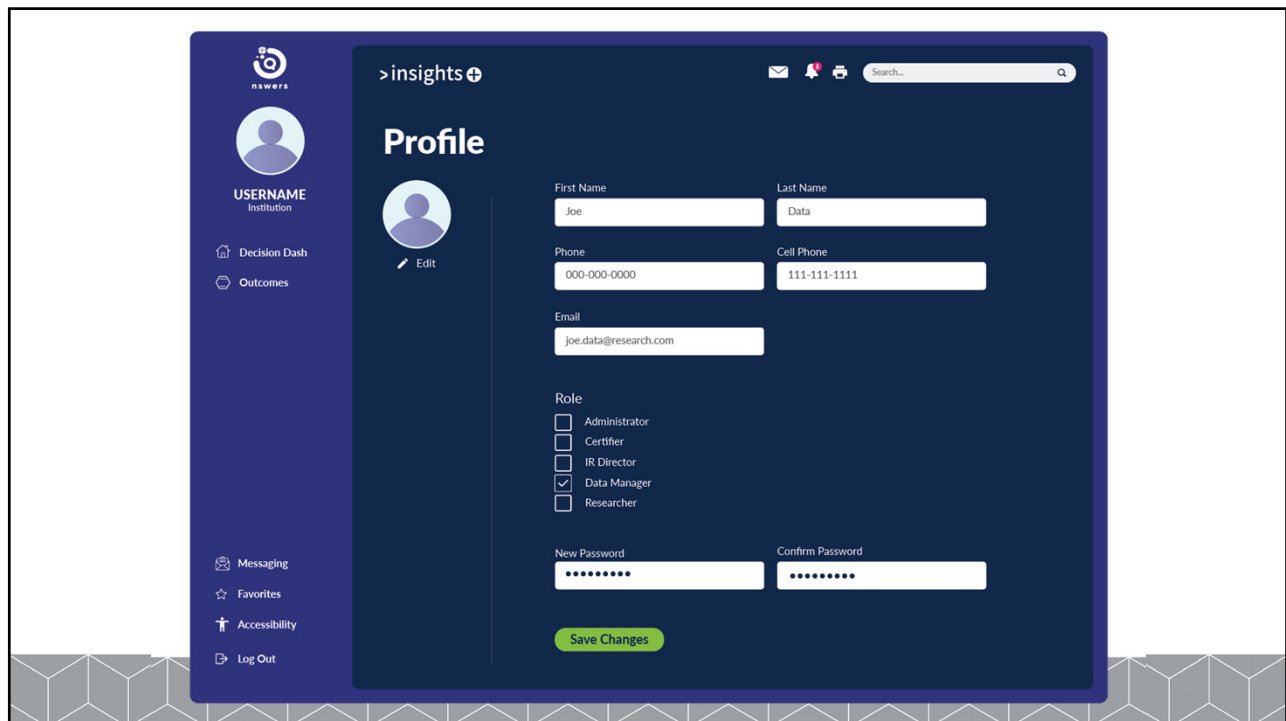 nswers
USERNAME
Institution
Decision Dash
Outcomes
Messaging
Favorites
Accessibility
Log Out
>insights+
3
Search...
Profile
Edit
First Name
Last Name
Joe
Data
Phone
Cell Phone
000-000-0000
111-111-1111
Email
joe.data@research.com
Role
Administrator
Certifier
IR Director
Data Manager
Researcher
New Password
Confirm Password
•••••••••
•••••••••
Save Changes